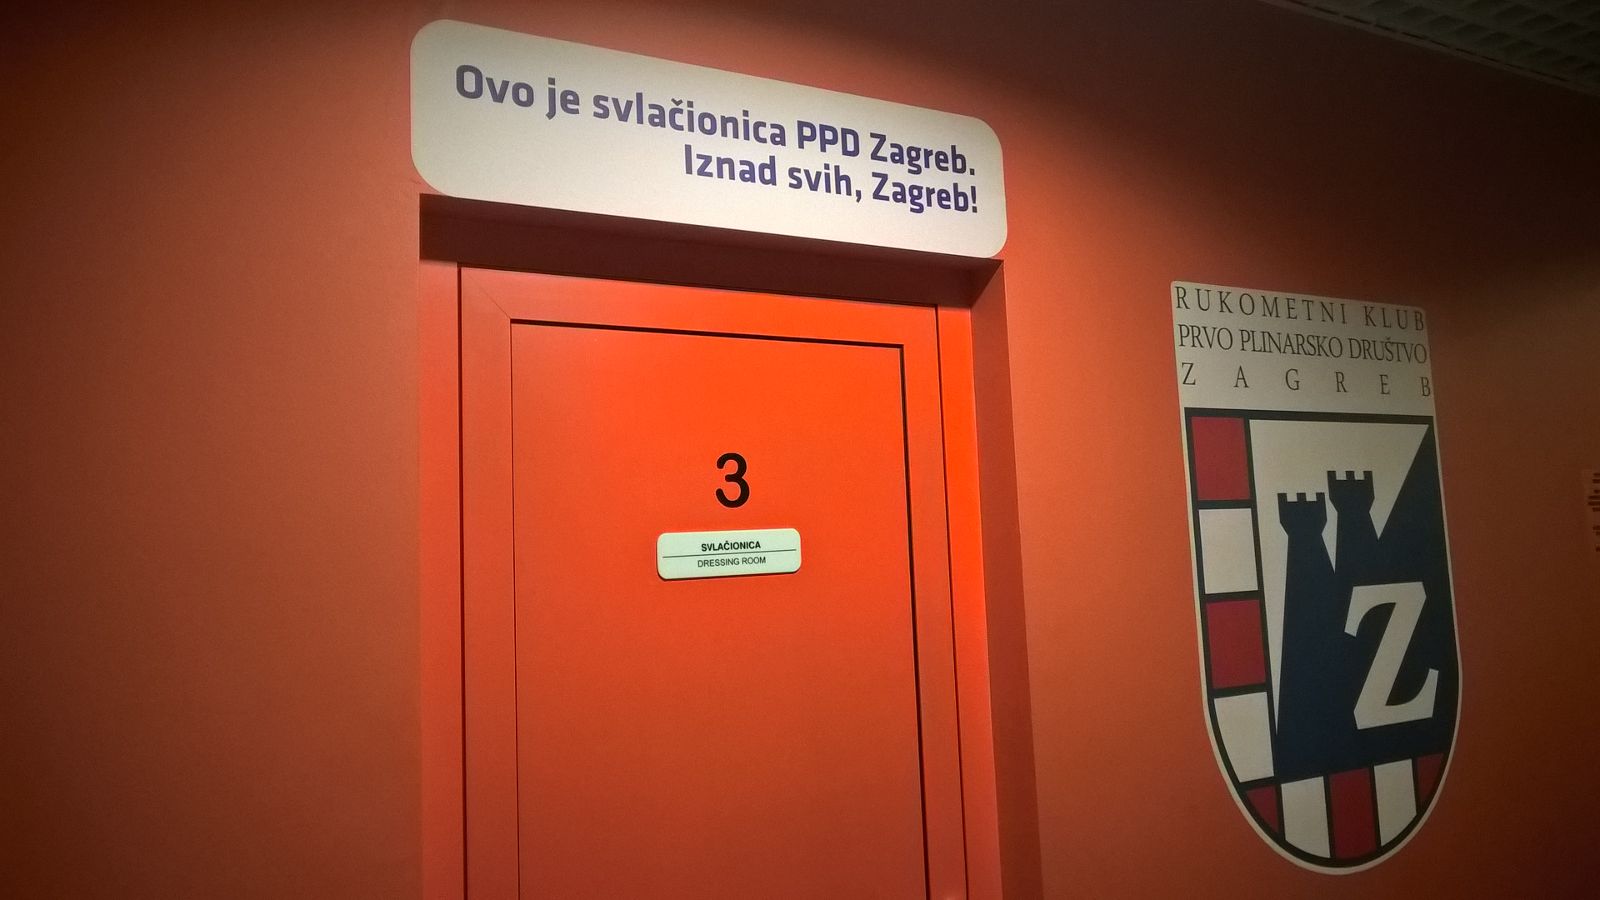 Ovo je svlačionica PPD Zagreb.
Iznad svih, Zagreb!
3
SVLAČIONICA
DRESSING ROOM
RUKOMETNI KLUB
PRVO PLINARSKO DRUŠTVO
ZAGREB
Z